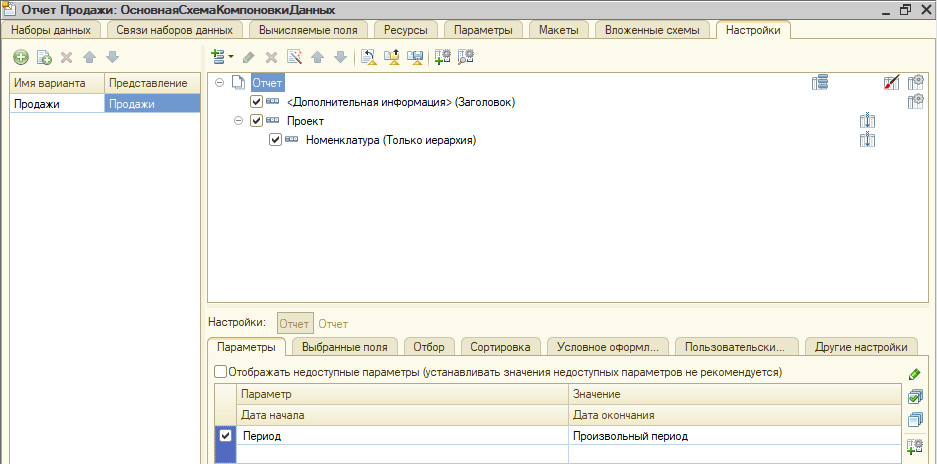 Отчет Продажи: ОсновнаяСхемаКомпоновкиДанных
Наборы данных Связи наборов данных Вычисляемые поля Ресурсы Параметры Макеты Вложенные схемы Настройки
Имя варианта Представление
Продажи Продажи
Отчет
<Дополнительная информация> (Заголовок)
Проект
Номенклатура (Только иерархия)
Настройки: Отчет Отчет
Параметры Выбранные поля Отбор Сортировка Условное оформл... Пользовательски... Другие настройки
Отображать недоступные параметры (устанавливать значения недоступных параметров не рекомендуется)
Параметр Значение
Дата начала Дата окончания
Период Произвольный период